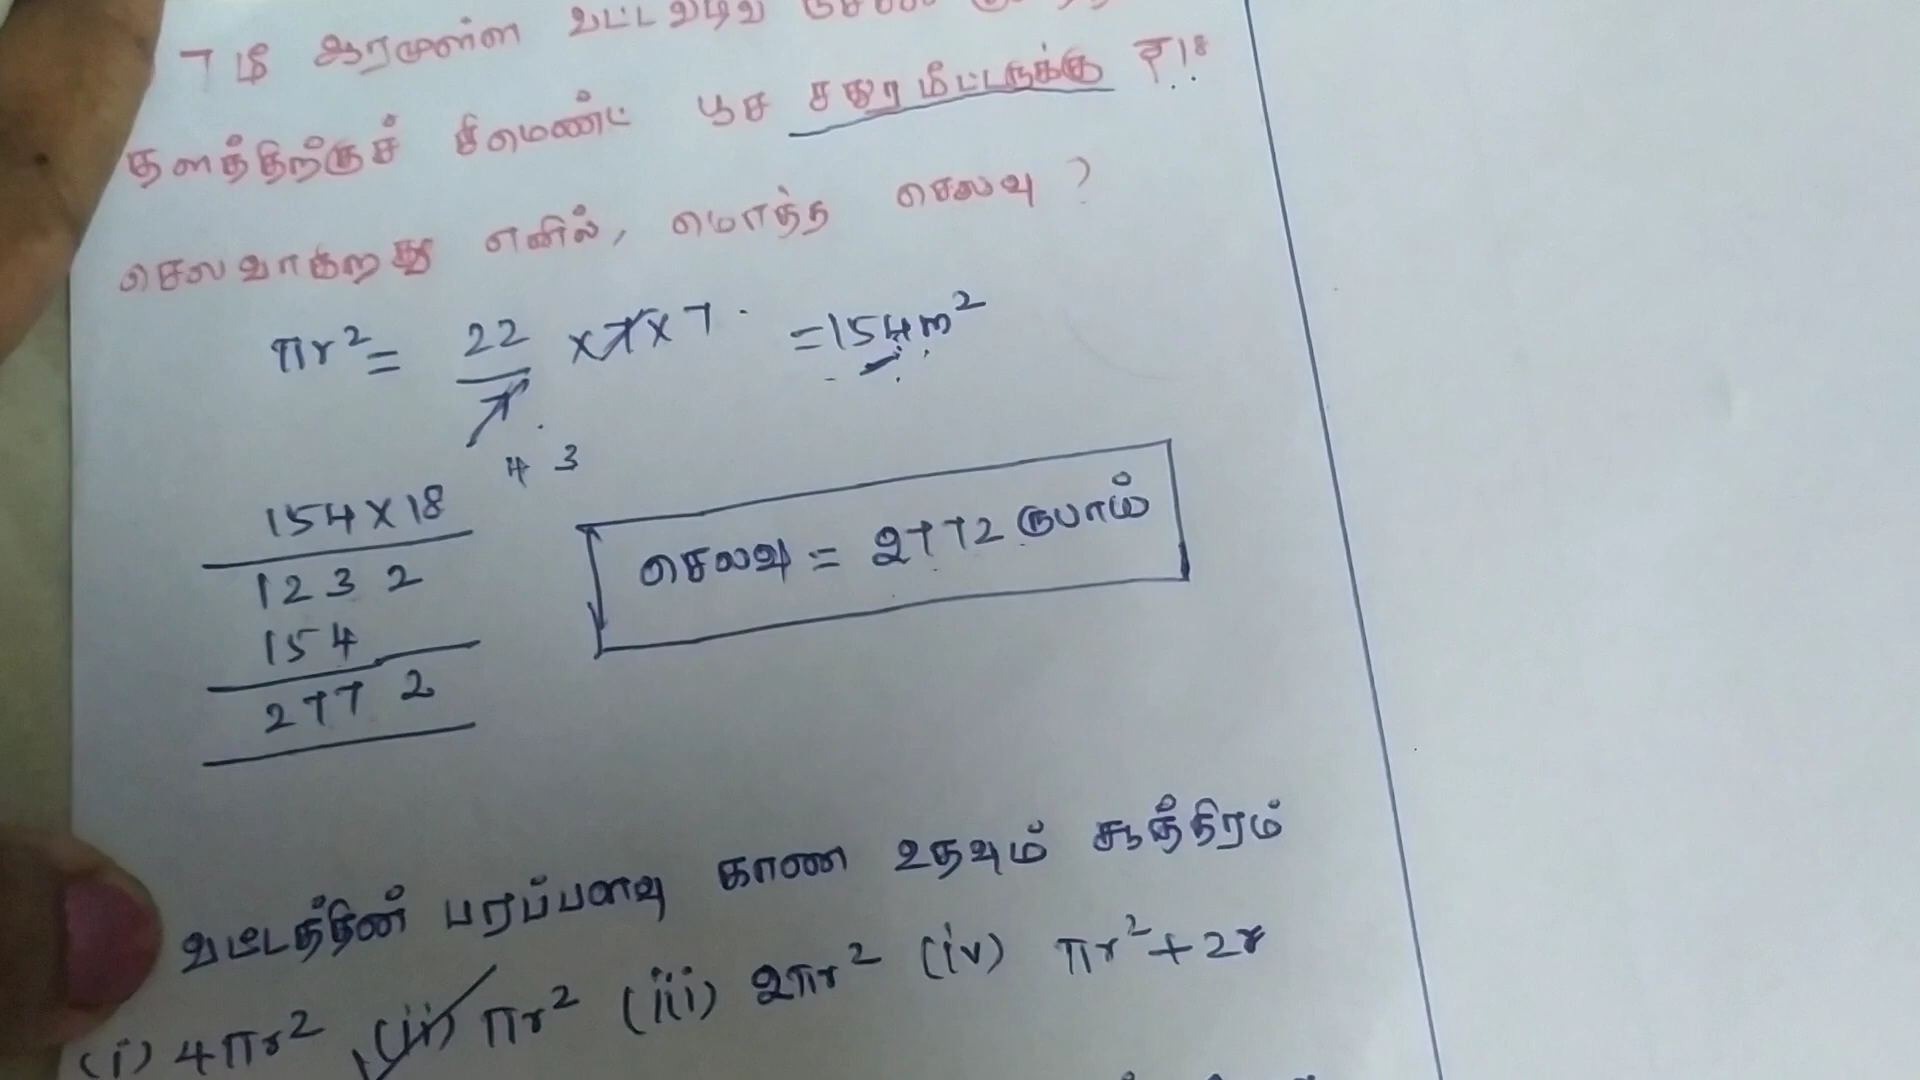 7 மீ ஆரமுள்ள வட்ட வடிவ
தளத்திற்குச் சிமெண்ட் பூச சதுர மீட்டருக்கு ₹18
செலவாகிறது எனில், மொத்த செலவு ?
πr² = 22/7 × 7 × 7 = 154m²
4 3
154 × 18
1232
154
2772
செலவு = 2772 ரூபாய்
வட்டத்தின் பரப்பளவு காண உதவும் சூத்திரம்
(i) 4πr² (ii) πr² (iii) 2πr² (iv) πr² + 2r